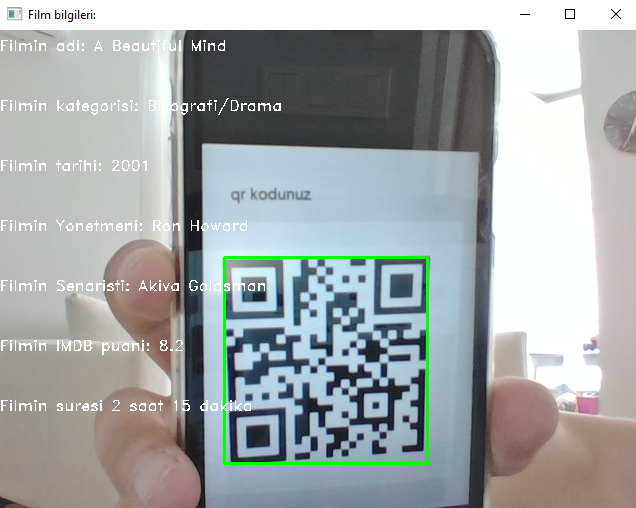 Film bilgileri:
Filmin adi: A Beautiful Mind
Filmin kategorisi: Biyografi/Drama
Filmin tarihi: 2001
qr kodunuz
Filmin Yonetmeni: Ron Howard
Filmin Senaristi: Akiva Goldsman
Filmin IMDB puani: 8.2
Filmin suresi 2 saat 15 dakika